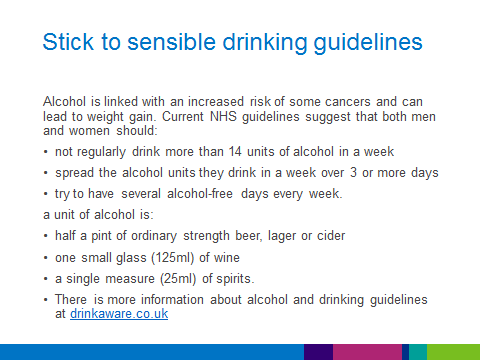 Stick to sensible drinking guidelines
Alcohol is linked with an increased risk of some cancers and can
lead to weight gain. Current NHS guidelines suggest that both men
and women should:
• not regularly drink more than 14 units of alcohol in a week
• spread the alcohol units they drink in a week over 3 or more days
• try to have several alcohol-free days every week.
a unit of alcohol is:
• half a pint of ordinary strength beer, lager or cider
• one small glass (125ml) of wine
• a single measure (25ml) of spirits.
• There is more information about alcohol and drinking guidelines
at drinkaware.co.uk